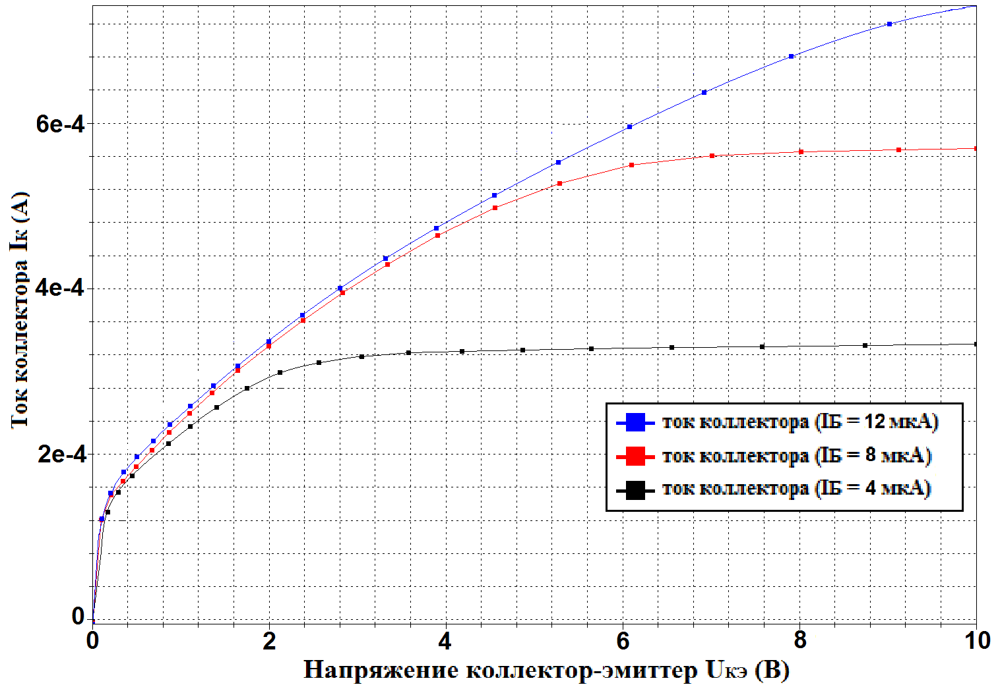 6e-4
4e-4
2e-4
0
Ток коллектора Iк (А)
0 2 4 6 8 10
Напряжение коллектор-эмиттер Uкэ (В)
ток коллектора (IБ = 12 мкА)
ток коллектора (IБ = 8 мкА)
ток коллектора (IБ = 4 мкА)